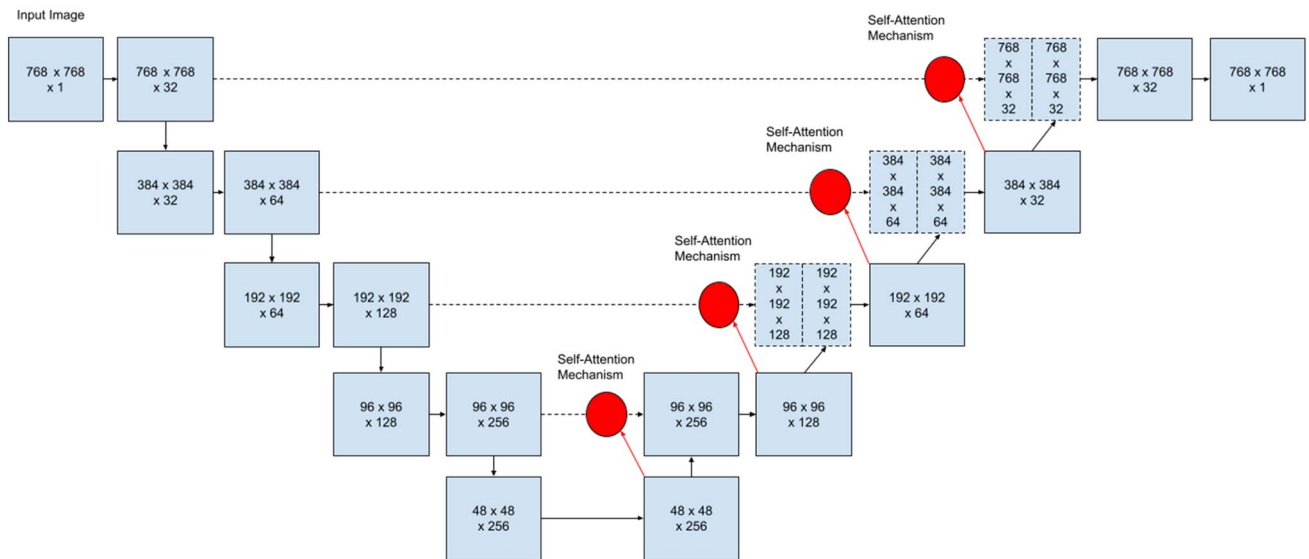 Input Image
Self-Attention
Mechanism
768 x 768
x 1
768 x 768
x 32
768
x
768
x
32
768
x
768
x
32
768 x 768
x 32
768 x 768
x 1
Self-Attention
Mechanism
384 x 384
x 32
384 x 384
x 64
384
x
384
x
64
384
x
384
x
64
384 x 384
x 32
Self-Attention
Mechanism
192 x 192
x 64
192 x 192
x 128
192
x
192
x
128
192
x
192
x
128
192 x 192
x 64
Self-Attention
Mechanism
96 x 96
x 128
96 x 96
x 256
96 x 96
x 256
96 x 96
x 128
48 x 48
x 256
48 x 48
x 256